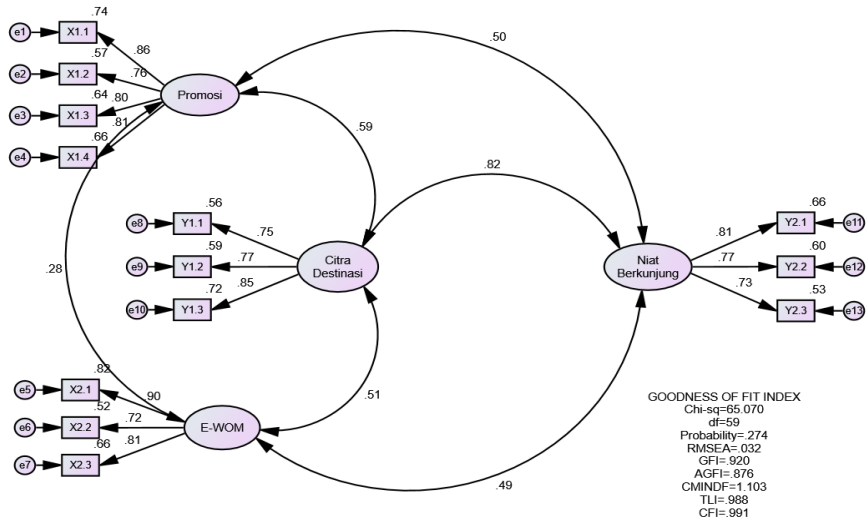 .74
e1
X1.1
.86
.50
.57
e2
X1.2
.76
Promosi
.64
e3
X1.3
.80
.81
.66
e4
X1.4
.59
.82
.56
e8
Y1.1
.75
.59
e9
Y1.2
.77
Citra
Destinasi
.72
e10
Y1.3
.85
.28
Niat
Berkunjung
.66
.81
Y2.1
e11
.60
.77
Y2.2
e12
.73
.53
Y2.3
e13
.82
e5
X2.1
.90
.51
.52
e6
X2.2
.72
E-WOM
.66
e7
X2.3
.81
.49
GOODNESS OF FIT INDEX
Chi-sq=65.070
df=59
Probability=.274
RMSEA=.032
GFI=.920
AGFI=.876
CMINDF=1.103
TLI=.988
CFI=.991